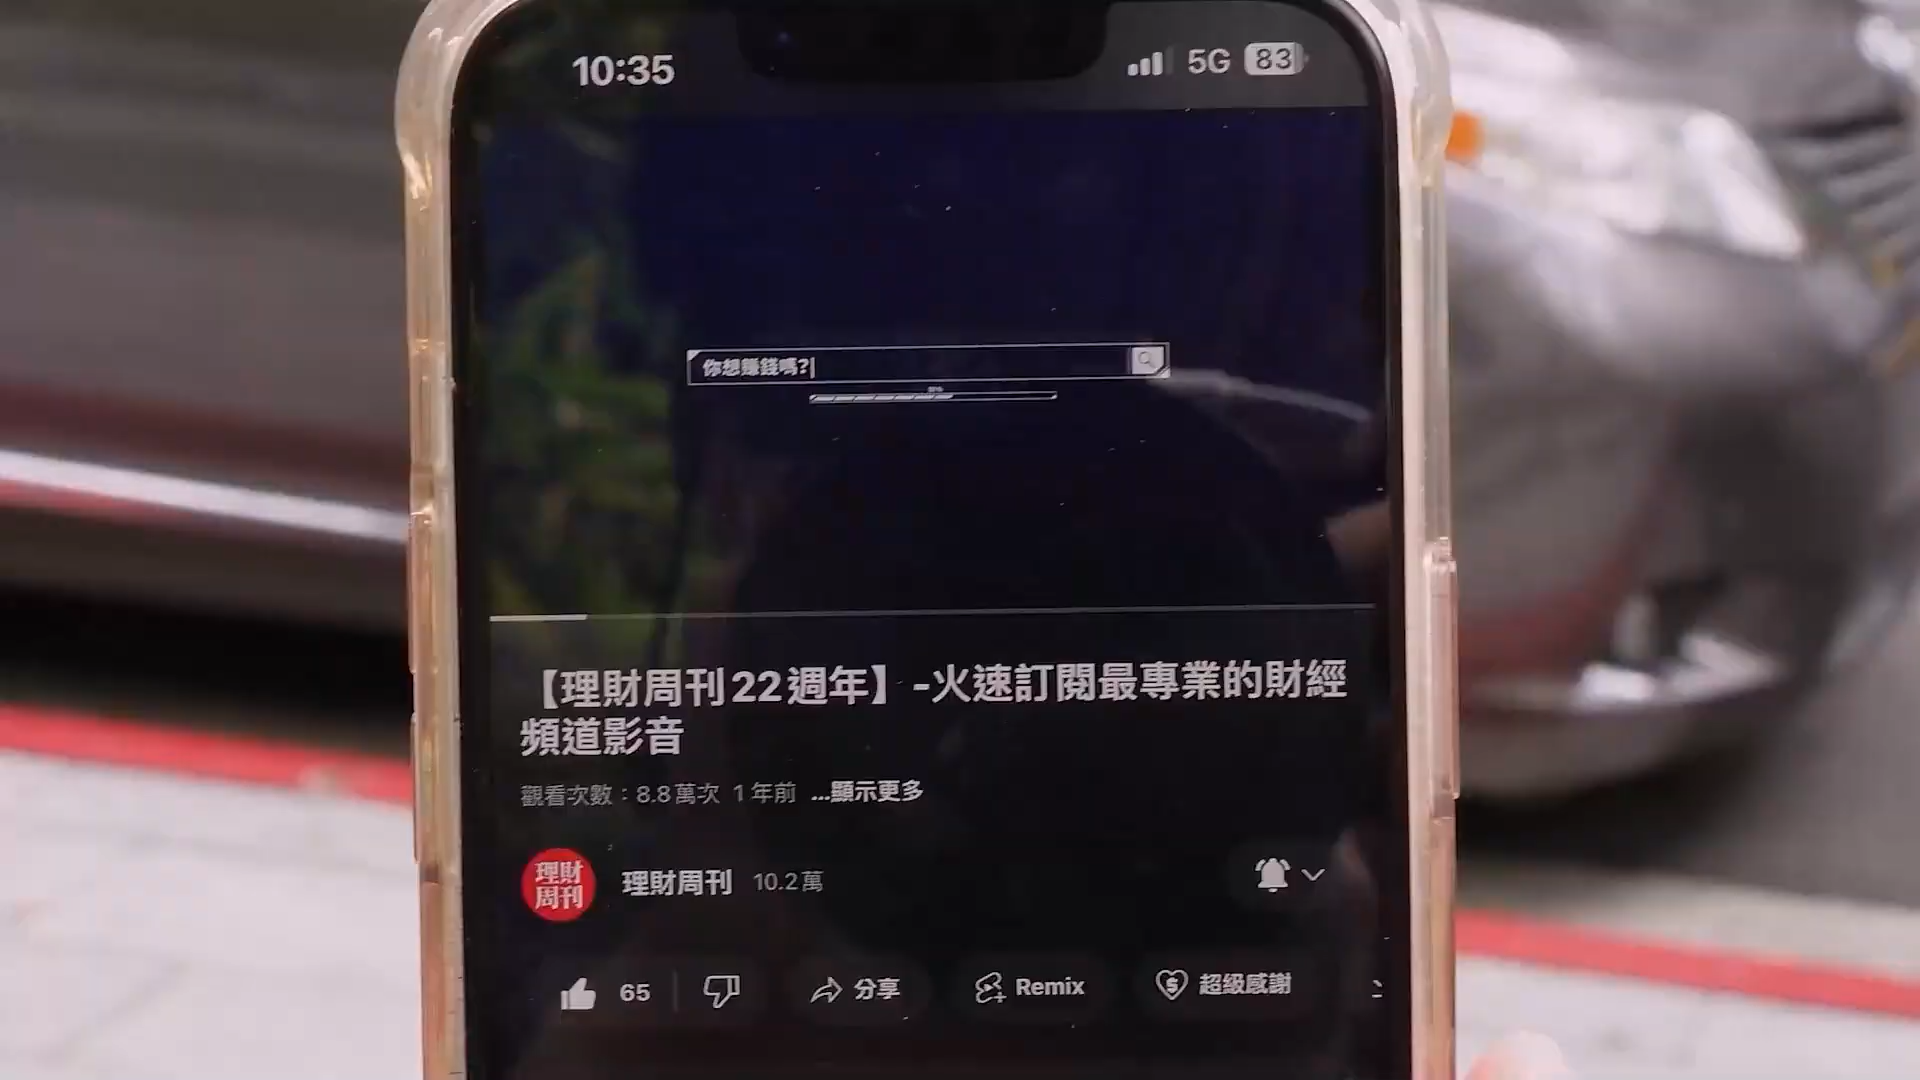 10:35
5G 83
你想賺錢嗎?
【理財周刊22週年】-火速訂閱最專業的財經
頻道影音
觀看次數：8.8萬次 1年前 ...顯示更多
理財
周刊
理財周刊 10.2萬
65
分享
Remix
超級感謝